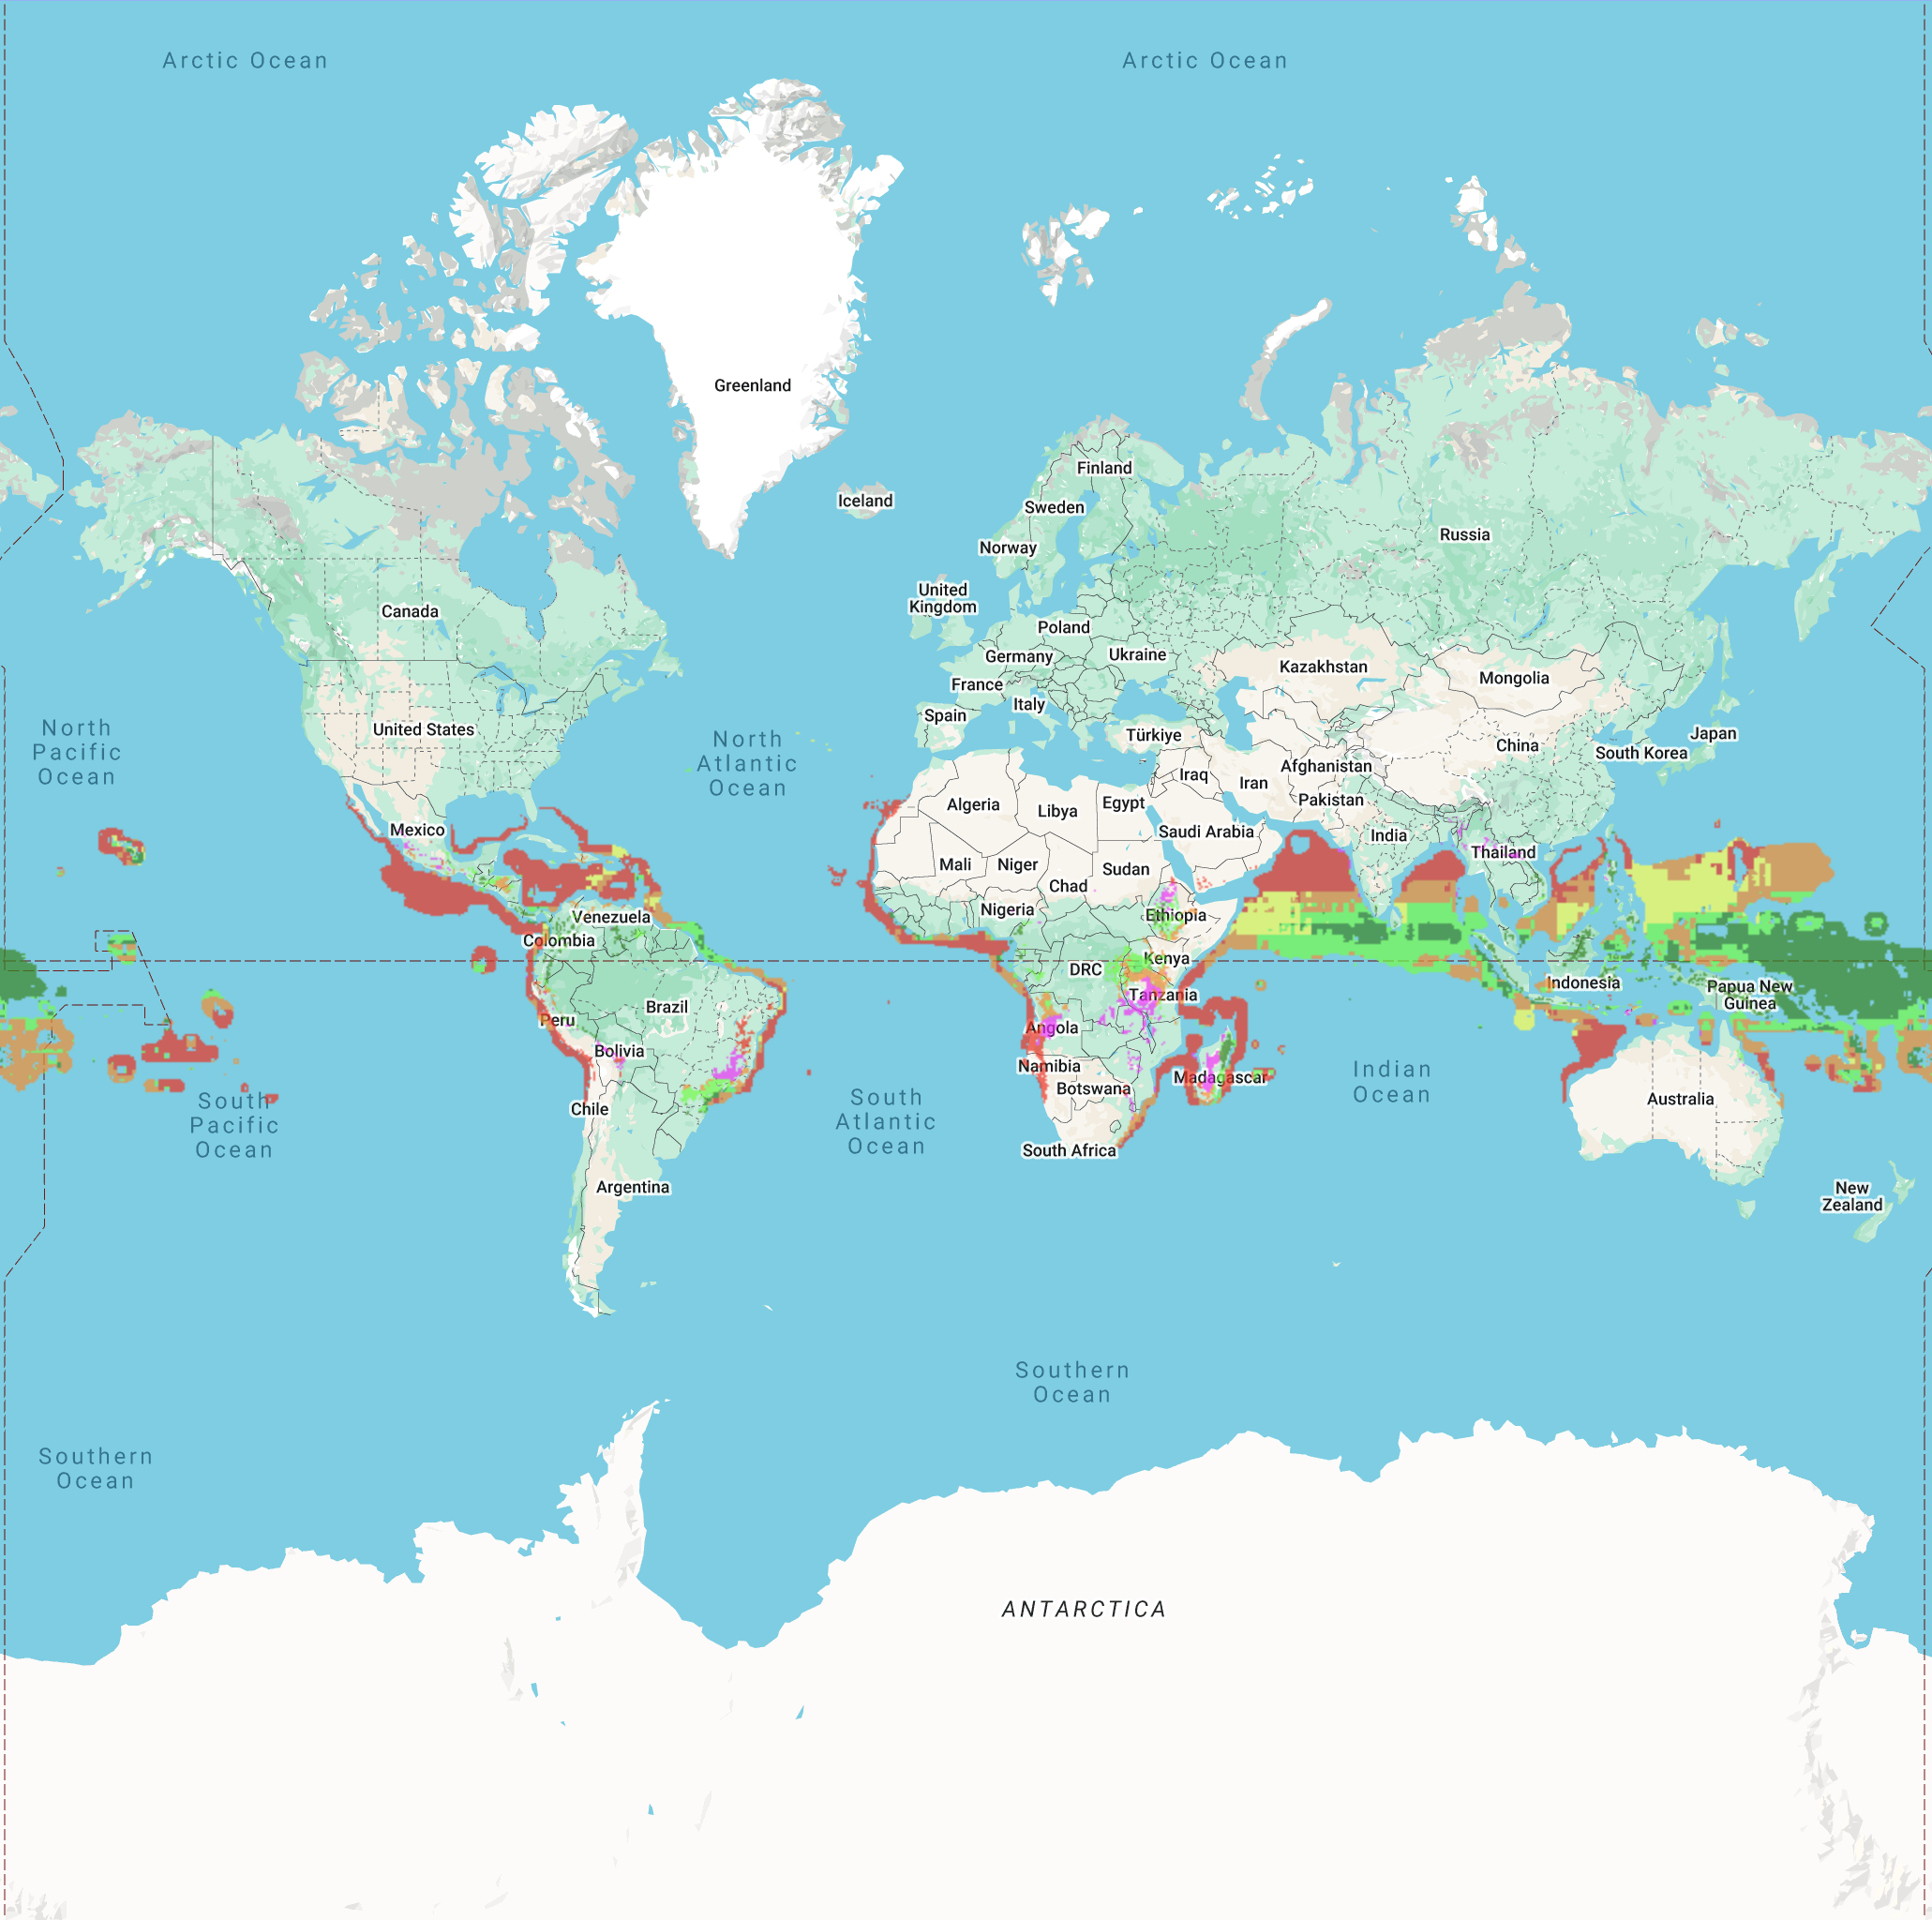 Arctic Ocean
Arctic Ocean
Greenland
Finland
Iceland
Sweden
Russia
Norway
United
Kingdom
Canada
Poland
Germany
Ukraine
Kazakhstan
Mongolia
France
Italy
Spain
United States
Türkiye
Japan
China
South Korea
North
Pacific
Ocean
North
Atlantic
Ocean
Iraq
Iran
Afghanistan
Pakistan
Algeria
Libya
Egypt
Mexico
Saudi Arabia
India
Thailand
Mali
Niger
Sudan
Chad
Nigeria
Ethiopia
Venezuela
Colombia
Kenya
DRC
Tanzania
Indonesia
Papua New
Guinea
Brazil
Peru
Angola
Bolivia
Namibia
Madagascar
Botswana
Indian
Ocean
Chile
Australia
South
Pacific
Ocean
South
Atlantic
Ocean
South Africa
Argentina
New
Zealand
Southern
Ocean
Southern
Ocean
ANTARCTICA